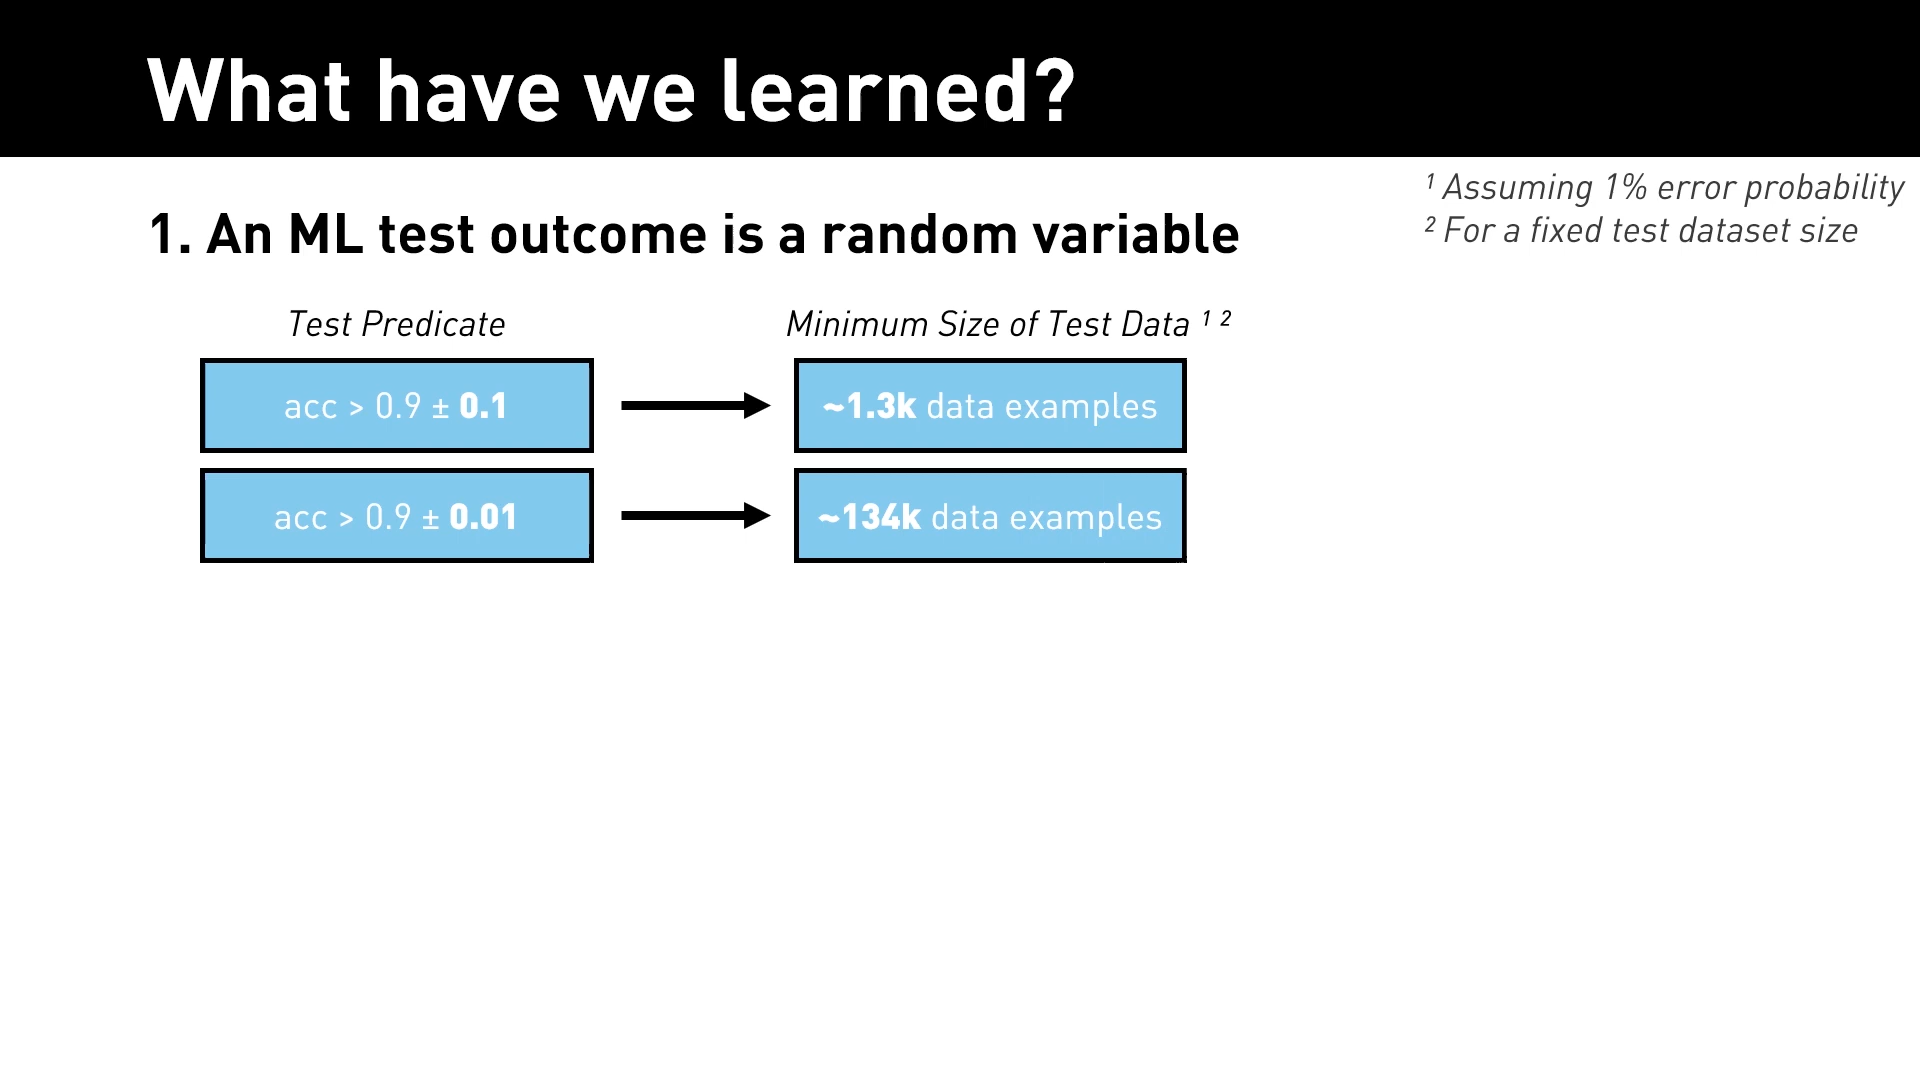 What have we learned?
¹ Assuming 1% error probability
² For a fixed test dataset size
1. An ML test outcome is a random variable
Test Predicate
Minimum Size of Test Data ¹ ²
acc > 0.9 ± 0.1
~1.3k data examples
acc > 0.9 ± 0.01
~134k data examples